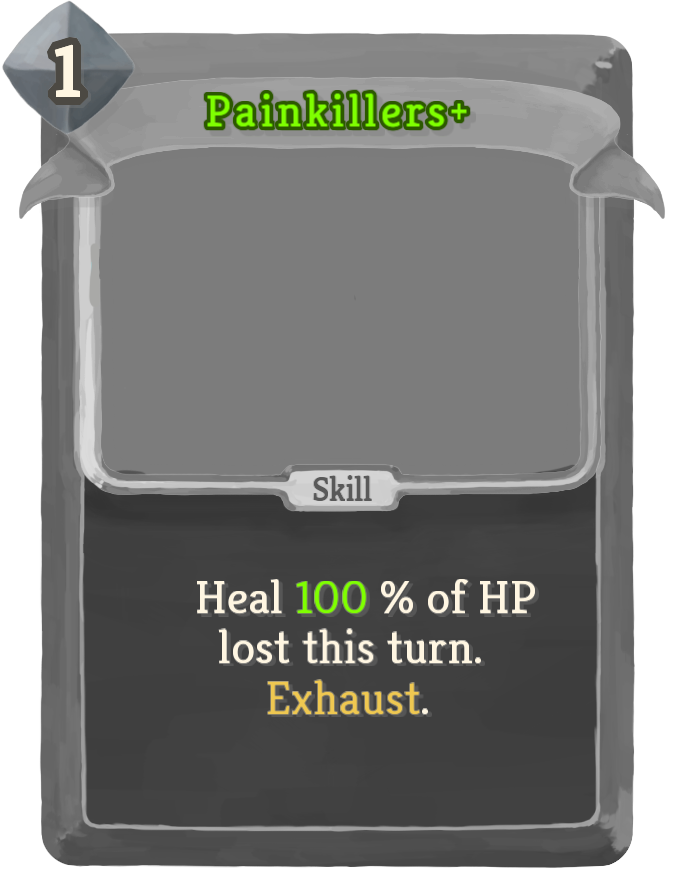 1
Painkillers+
Skill
Heal 100 % of HP
lost this turn.
Exhaust.